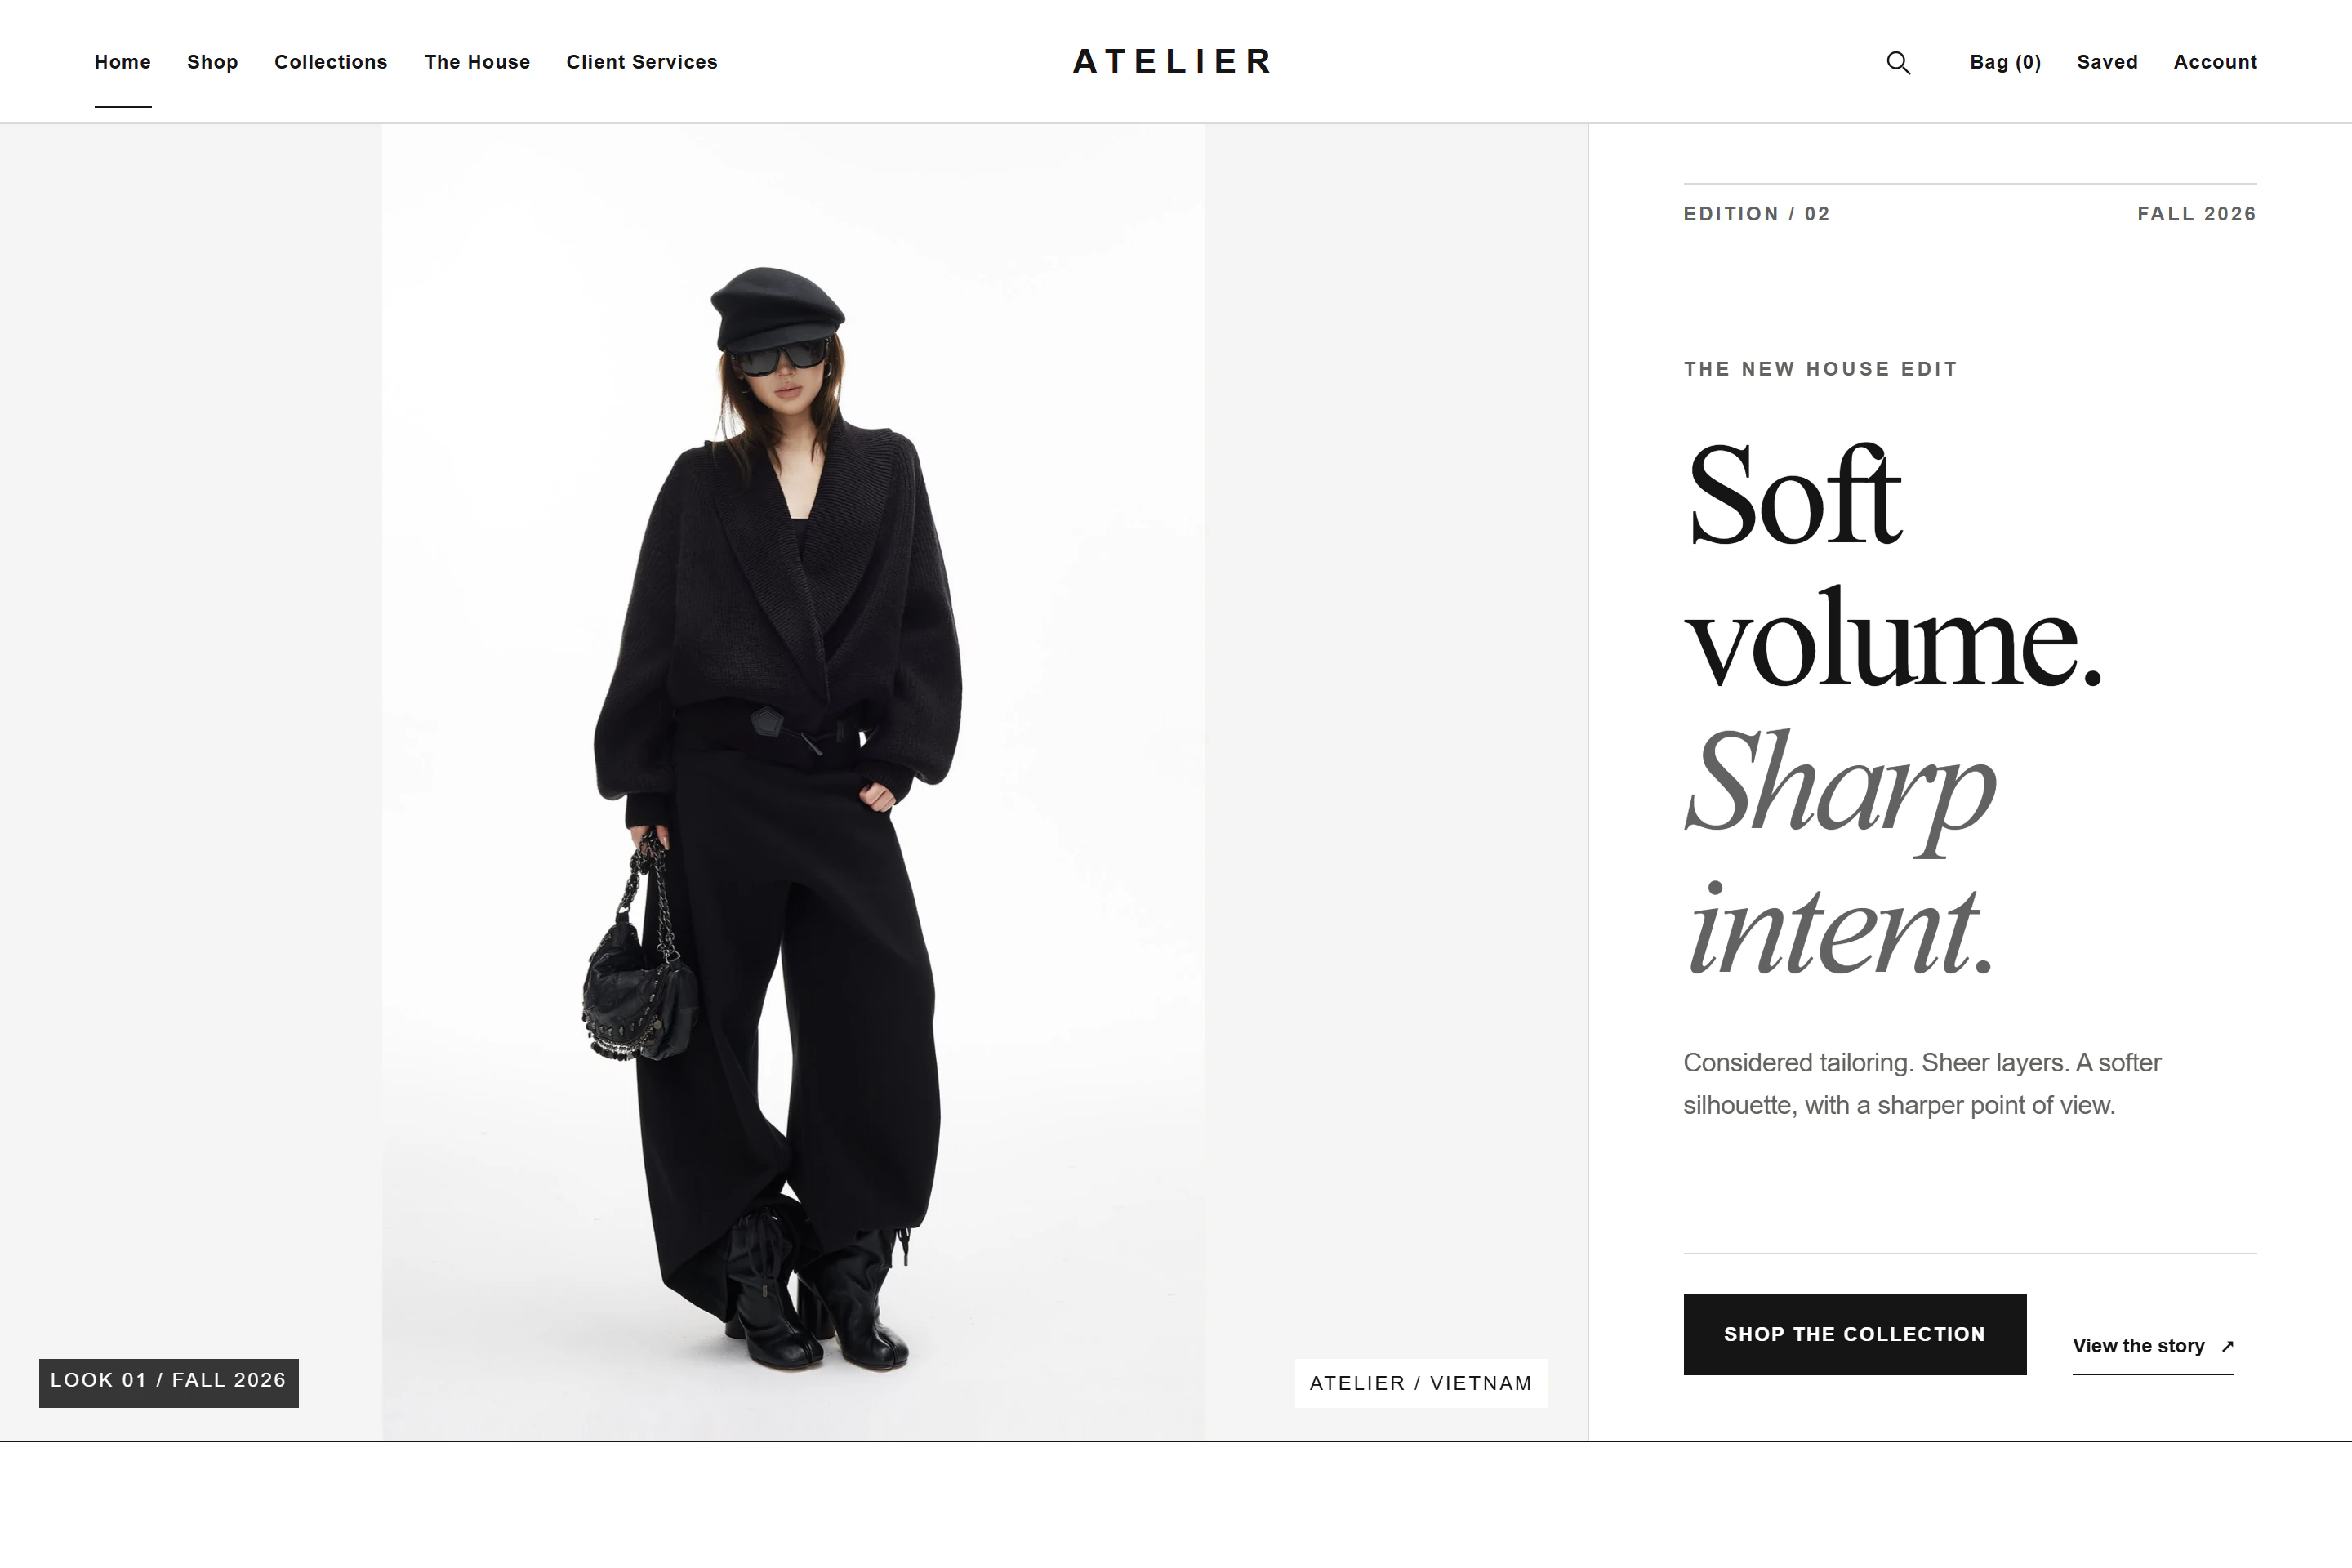 Home Shop Collections The House Client Services
ATELIER
Bag (0) Saved Account
EDITION / 02 FALL 2026
THE NEW HOUSE EDIT
Soft
volume.
Sharp
intent.
Considered tailoring. Sheer layers. A softer
silhouette, with a sharper point of view.
SHOP THE COLLECTION
View the story ↗
LOOK 01 / FALL 2026
ATELIER / VIETNAM